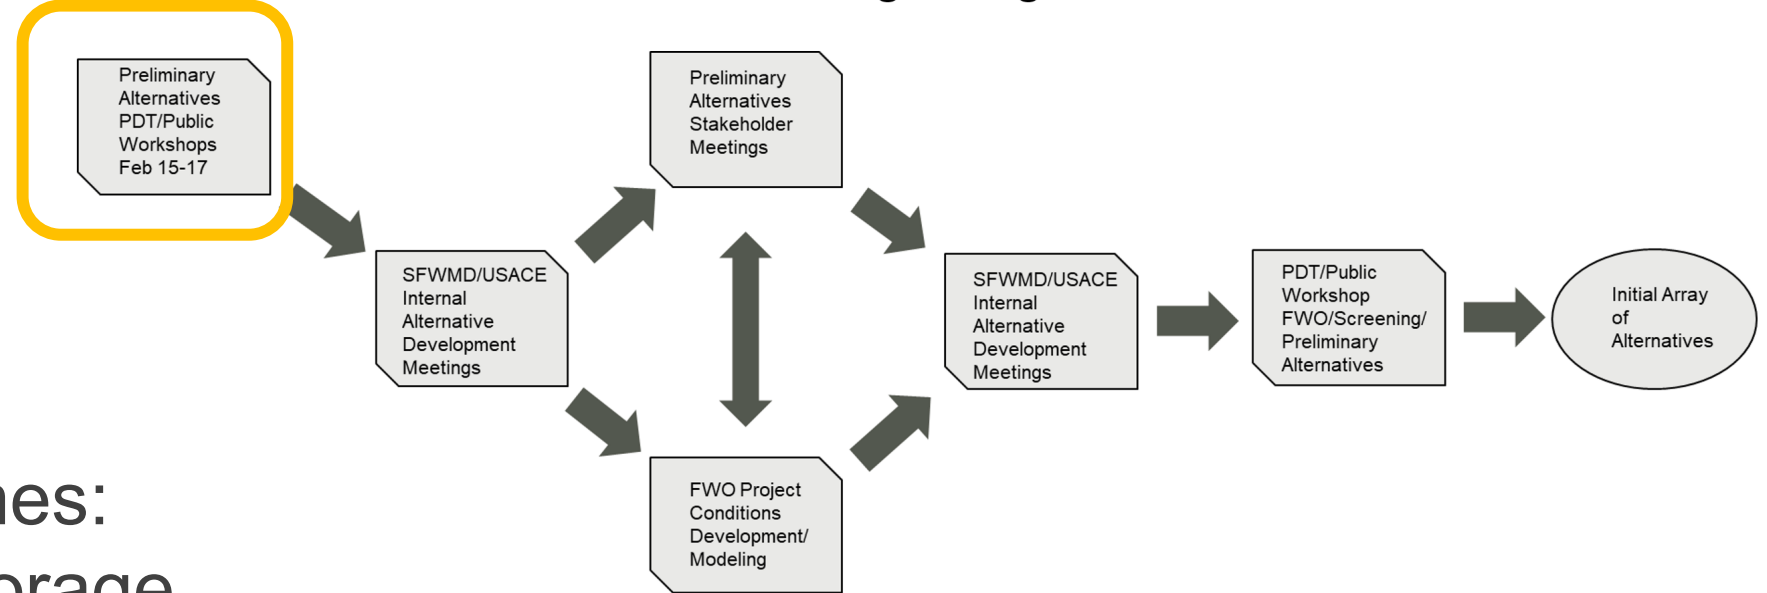 Preliminary
Alternatives
PDT/Public
Workshops
Feb 15-17
SFWMD/USACE
Internal
Alternative
Development
Meetings
Preliminary
Alternatives
Stakeholder
Meetings
FWO Project
Conditions
Development/
Modeling
SFWMD/USACE
Internal
Alternative
Development
Meetings
PDT/Public
Workshop
FWO/Screening/
Preliminary
Alternatives
Initial Array
of
Alternatives